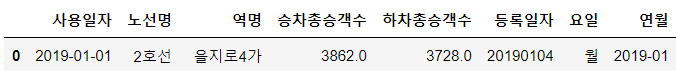 사용일자 노선명 역명 승차총승객수 하차총승객수 등록일자 요일 연월
0 2019-01-01 2호선 을지로4가 3862.0 3728.0 20190104 월 2019-01